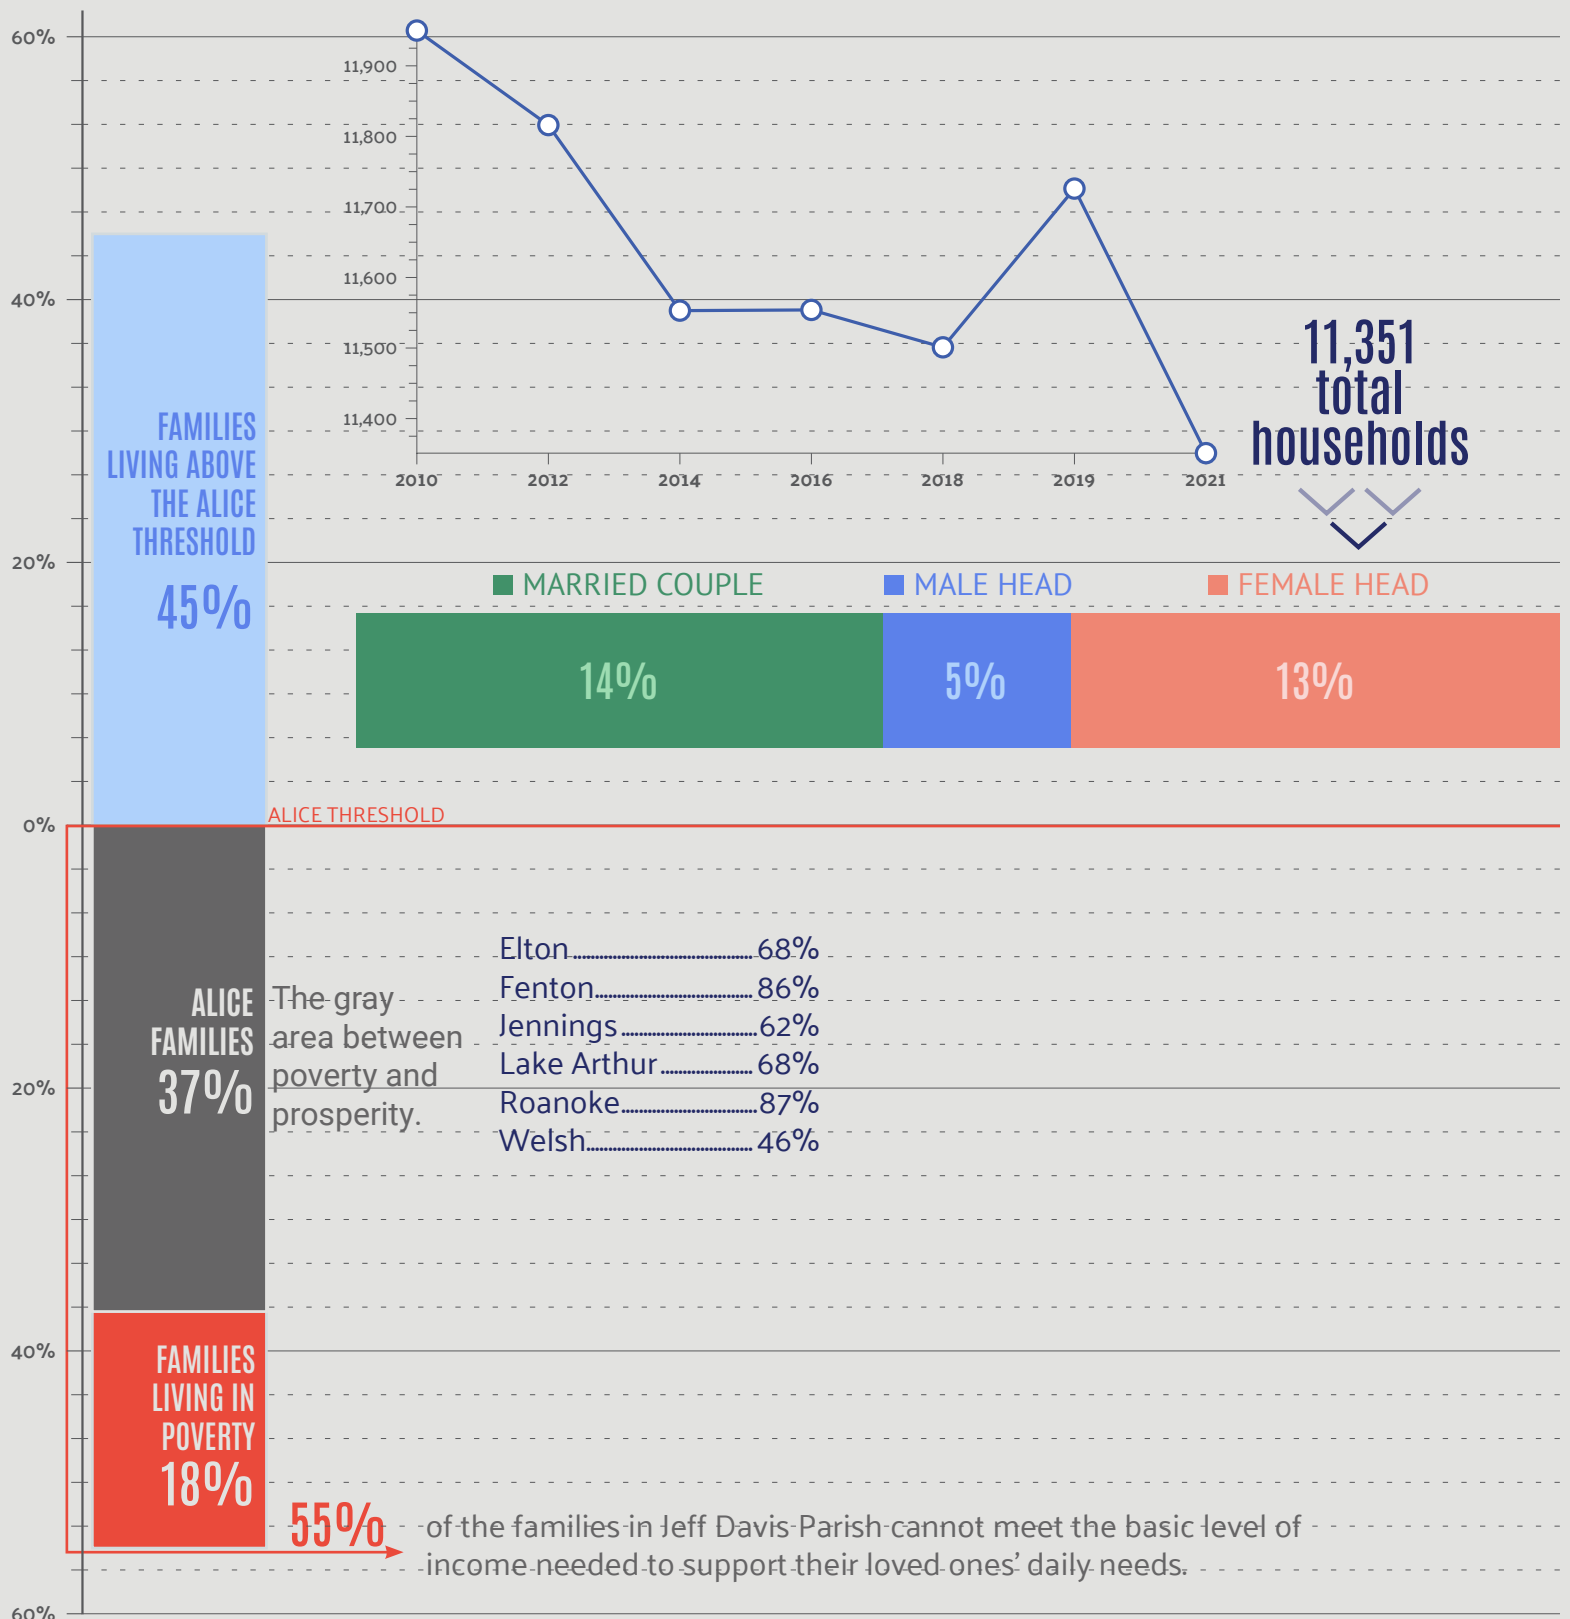 60%
40%
20%
0%
20%
40%
60%
11,900
11,800
11,700
11,600
11,500
11,400
2010 2012 2014 2016 2018 2019 2021
11,351
total
households
FAMILIES
LIVING ABOVE
THE ALICE
THRESHOLD
45%
MARRIED COUPLE MALE HEAD FEMALE HEAD
14% 5% 13%
ALICE THRESHOLD
ALICE
FAMILIES
37%
The gray
area between
poverty and
prosperity.
Elton 68%
Fenton 86%
Jennings 62%
Lake Arthur 68%
Roanoke 87%
Welsh 46%
FAMILIES
LIVING IN
POVERTY
18%
55%
of the families in Jeff Davis Parish cannot meet the basic level of
income needed to support their loved ones’ daily needs.